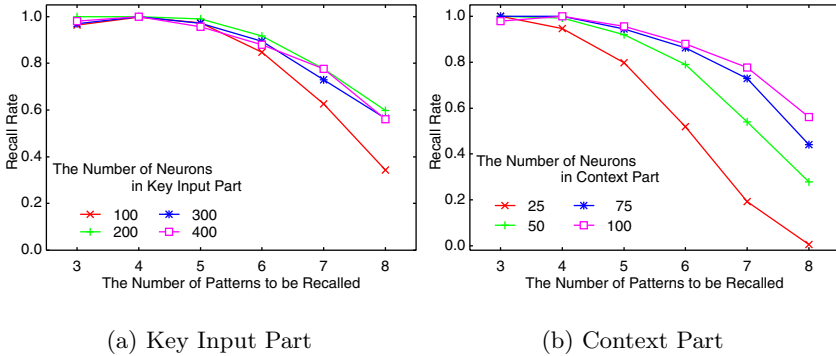 1.0
0.8
0.6
0.4
0.2
0.0
Recall Rate
The Number of Neurons
in Key Input Part
100 300
200 400
3 4 5 6 7 8
The Number of Patterns to be Recalled
(a) Key Input Part
1.0
0.8
0.6
0.4
0.2
0.0
Recall Rate
The Number of Neurons
in Context Part
25 75
50 100
3 4 5 6 7 8
The Number of Patterns to be Recalled
(b) Context Part